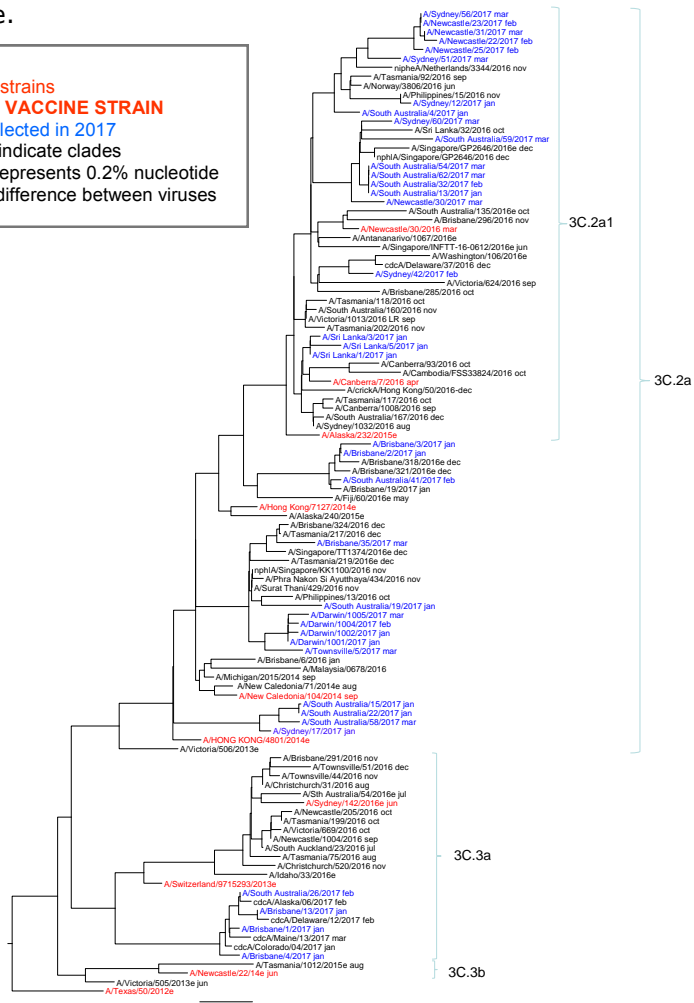 e.
strains
VACCINE STRAIN
lected in 2017
indicate clades
epresents 0.2% nucleotide
difference between viruses
A/Sydney/56/2017 mar
A/Newcastle/23/2017 feb
A/Newcastle/31/2017 mar
A/Newcastle/22/2017 feb
A/Newcastle/25/2017 feb
A/Sydney/51/2017 mar
nipheA/Netherlands/3344/2016 nov
A/Tasmania/92/2016 sep
A/Norway/3806/2016 jun
A/Philippines/15/2016 nov
A/Sydney/12/2017 jan
A/South Australia/4/2017 jan
A/Sydney/60/2017 mar
A/Sri Lanka/32/2016 oct
A/South Australia/59/2017 mar
A/Singapore/GP2646/2016e dec
nphlA/Singapore/GP2646/2016 dec
A/South Australia/54/2017 mar
A/South Australia/62/2017 mar
A/South Australia/32/2017 feb
A/South Australia/13/2017 jan
A/Newcastle/30/2017 mar
A/South Australia/135/2016e oct
A/Brisbane/296/2016 nov
3C.2a1
A/Newcastle/30/2016 mar
A/Antananarivo/1067/2016e
A/Singapore/INFTT-16-0612/2016e jun
A/Washington/106/2016e
cdcA/Delaware/37/2016 dec
A/Sydney/42/2017 feb
A/Victoria/624/2016 sep
A/Brisbane/285/2016 oct
A/Tasmania/118/2016 oct
A/South Australia/160/2016 nov
A/Victoria/1013/2016 LR sep
A/Tasmania/202/2016 nov
A/Sri Lanka/3/2017 jan
A/Sri Lanka/5/2017 jan
A/Sri Lanka/1/2017 jan
A/Canberra/93/2016 oct
A/Cambodia/FSS33824/2016 oct
A/Canberra/7/2016 apr
3C.2a
A/crickA/Hong Kong/50/2016-dec
A/Tasmania/117/2016 oct
A/Canberra/1008/2016 sep
A/South Australia/167/2016 dec
A/Sydney/1032/2016 aug
A/Alaska/232/2015e
A/Brisbane/3/2017 jan
A/Brisbane/2/2017 jan
A/Brisbane/318/2016e dec
A/Brisbane/321/2016e dec
A/South Australia/41/2017 feb
A/Brisbane/19/2017 jan
A/Fiji/60/2016e may
A/Hong Kong/7127/2014e
A/Alaska/240/2015e
A/Brisbane/324/2016 dec
A/Tasmania/217/2016 dec
A/Brisbane/35/2017 mar
A/Singapore/TT1374/2016e dec
A/Tasmania/219/2016e dec
nphlA/Singapore/KK1100/2016 nov
A/Phra Nakon Si Ayutthaya/434/2016 nov
A/Surat Thani/429/2016 nov
A/Philippines/13/2016 oct
A/South Australia/19/2017 jan
A/Darwin/1005/2017 mar
A/Darwin/1004/2017 feb
A/Darwin/1002/2017 jan
A/Darwin/1001/2017 jan
A/Townsville/5/2017 mar
A/Brisbane/6/2016 jan
A/Malaysia/0678/2016
A/Michigan/2015/2014 sep
A/New Caledonia/71/2014e aug
A/New Caledonia/104/2014 sep
A/South Australia/15/2017 jan
A/South Australia/22/2017 jan
A/South Australia/58/2017 mar
A/Sydney/17/2017 jan
A/HONG KONG/4801/2014e
A/Victoria/506/2013e
A/Brisbane/291/2016 nov
A/Townsville/51/2016 dec
A/Townsville/44/2016 nov
A/Christchurch/31/2016 aug
A/Sth Australia/54/2016e jul
A/Sydney/142/2016e jun
A/Newcastle/205/2016 oct
A/Tasmania/199/2016 oct
A/Victoria/669/2016 oct
A/Newcastle/1004/2016 sep
A/South Auckland/23/2016 jul
3C.3a
A/Tasmania/75/2016 aug
A/Christchurch/520/2016 nov
A/Idaho/33/2016e
A/Switzerland/9715293/2013e
A/South Australia/26/2017 feb
cdcA/Alaska/06/2017 feb
A/Brisbane/13/2017 jan
cdcA/Delaware/12/2017 feb
A/Brisbane/1/2017 jan
cdcA/Maine/13/2017 mar
cdcA/Colorado/04/2017 jan
A/Brisbane/4/2017 jan
A/Tasmania/1012/2015e aug
A/Newcastle/22/14e jun
3C.3b
A/Victoria/505/2013e jun
A/Texas/50/2012e